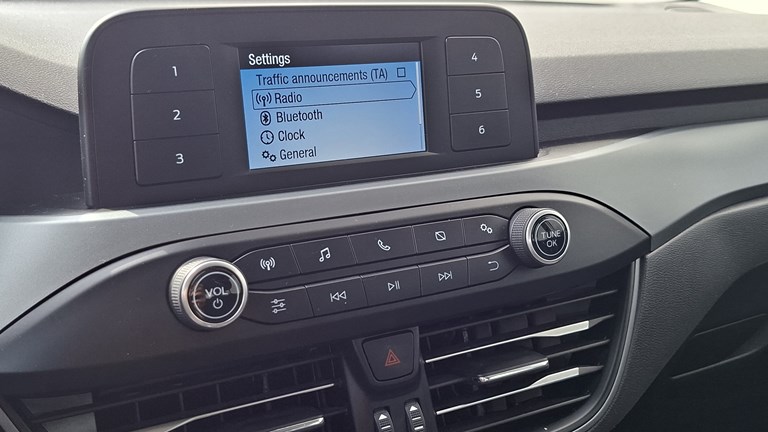 Settings
Traffic announcements (TA)
Radio
Bluetooth
Clock
General
1
2
3
4
5
6
VOL
TUNE
OK